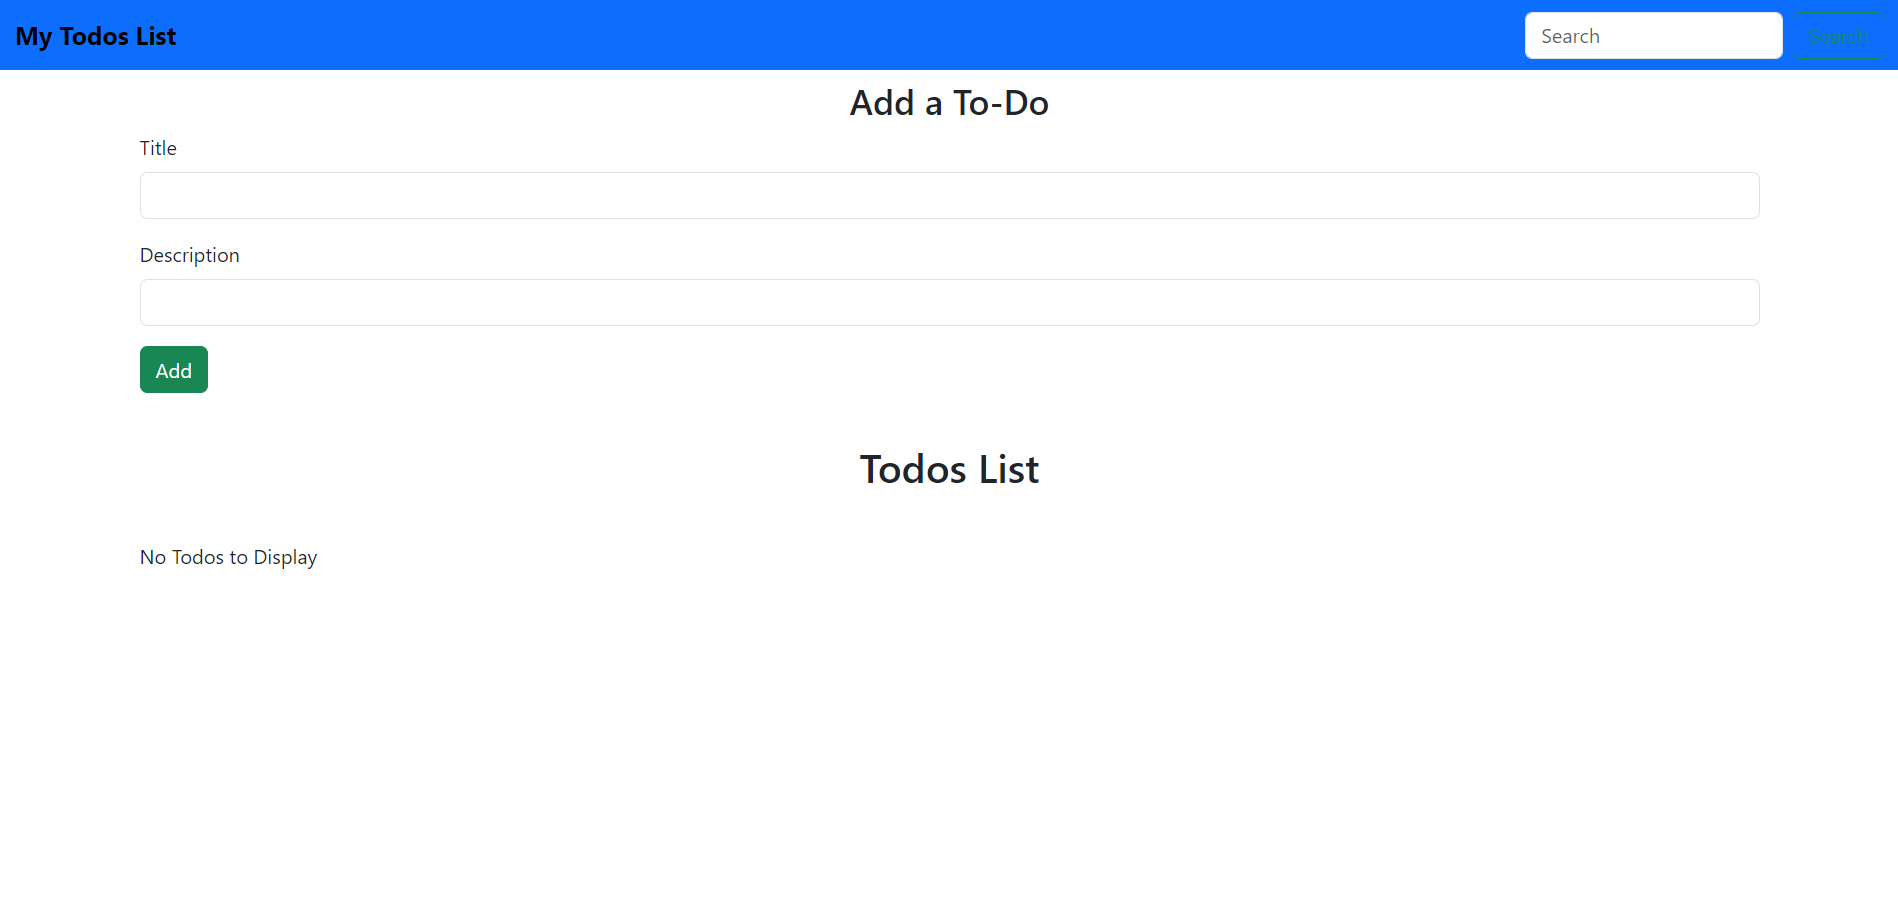 My Todos List
Search
Search
Add a To-Do
Title
Description
Add
Todos List
No Todos to Display